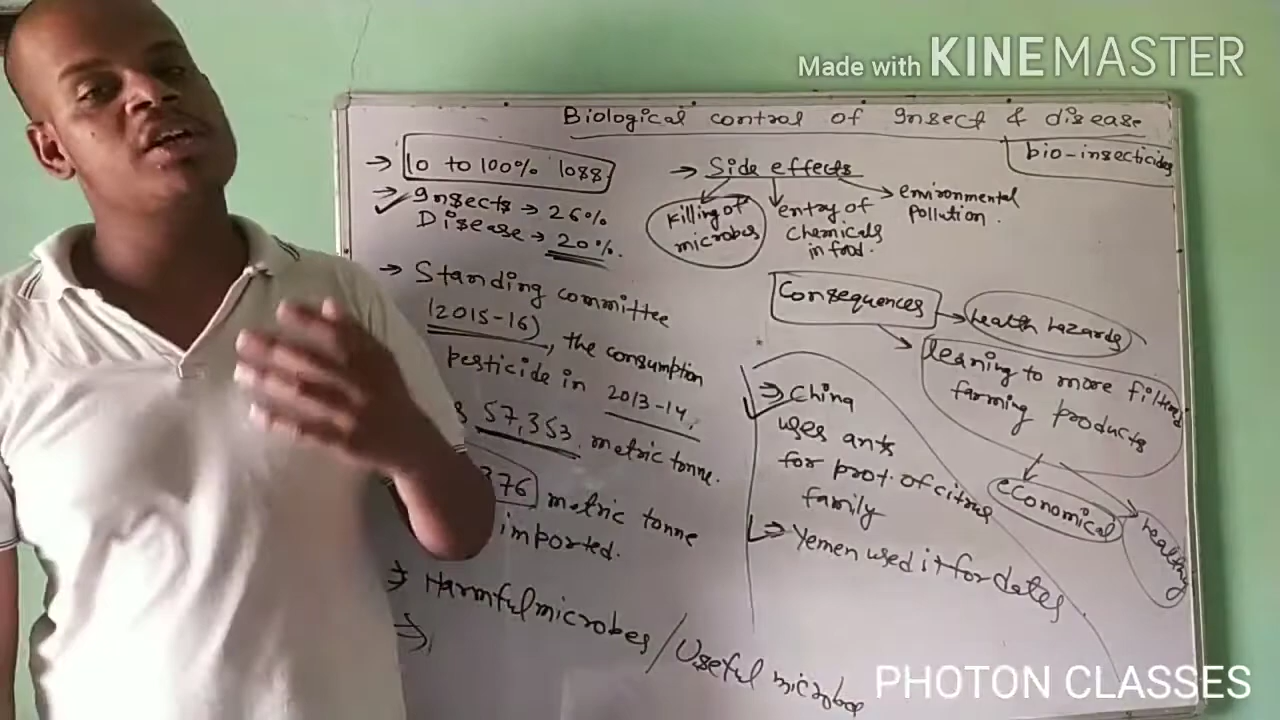 Made with KINEMASTER
Biological control of Insect & disease
bio-insecticides
→ 10 to 100% loss
→ Insects → 26%
Disease → 20%.
→ Standing committee
(2015-16), the consumption
pesticide in 2013-14,
57,353 metric tonne.
376 metric tonne
imported.
→ Harmful microbes / Useful microbes
→ Side effects
killing of
microbes
entry of
chemicals
in food.
environmental
pollution.
Consequences
→ health hazards
leaning to more filtered
farming products
economical
healthy
⇒ China
uses ants
for prot. of citrus
family
⇒ Yemen used it for dates
PHOTON CLASSES